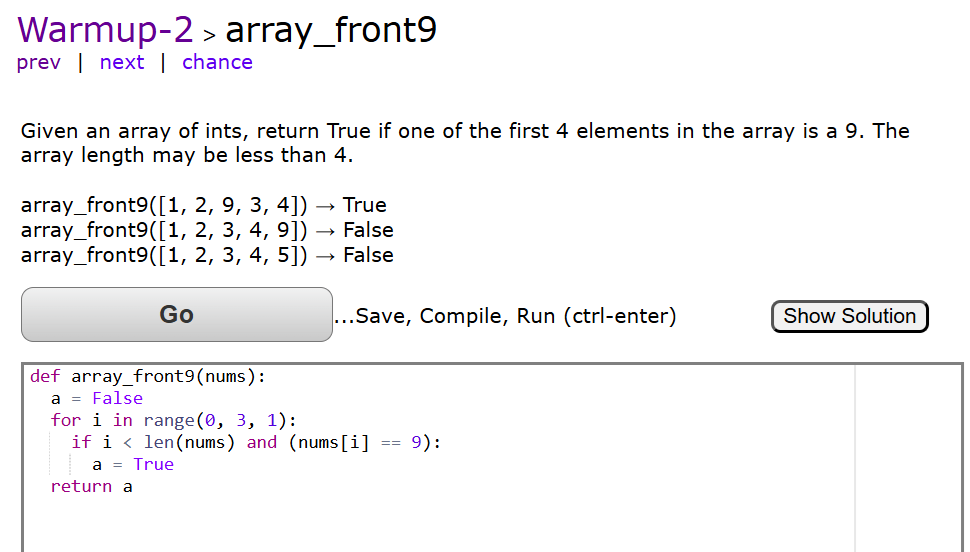 Warmup-2 > array_front9
prev | next | chance
Given an array of ints, return True if one of the first 4 elements in the array is a 9. The
array length may be less than 4.
array_front9([1, 2, 9, 3, 4]) → True
array_front9([1, 2, 3, 4, 9]) → False
array_front9([1, 2, 3, 4, 5]) → False
Go ...Save, Compile, Run (ctrl-enter) Show Solution
def array_front9(nums):
  a = False
  for i in range(0, 3, 1):
    if i < len(nums) and (nums[i] == 9):
      a = True
  return a